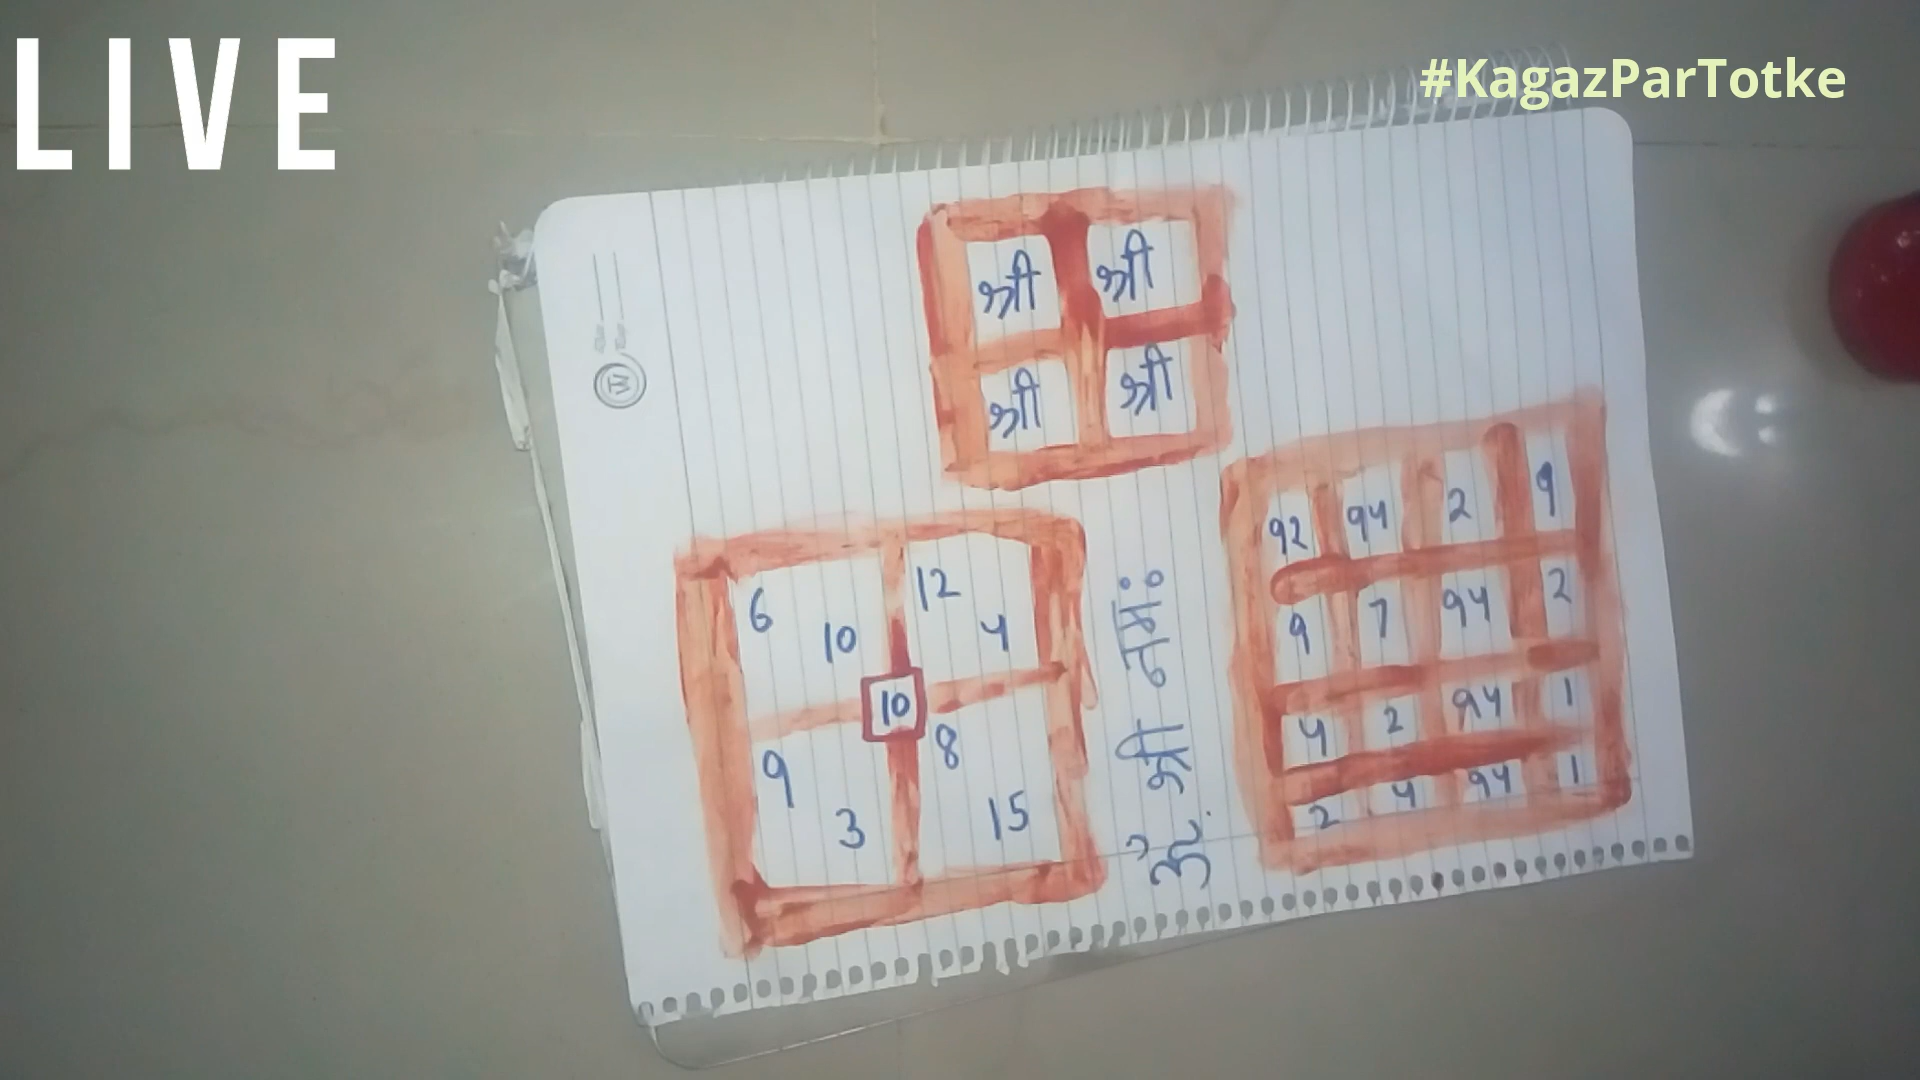 LIVE
#KagazParTotke
श्री श्री
श्री श्री
6 12
10 4
10
9 8
3 15
ॐ श्री नमः
92 94 2 9
9 7 94 2
4 2 94 1
2 4 94 1